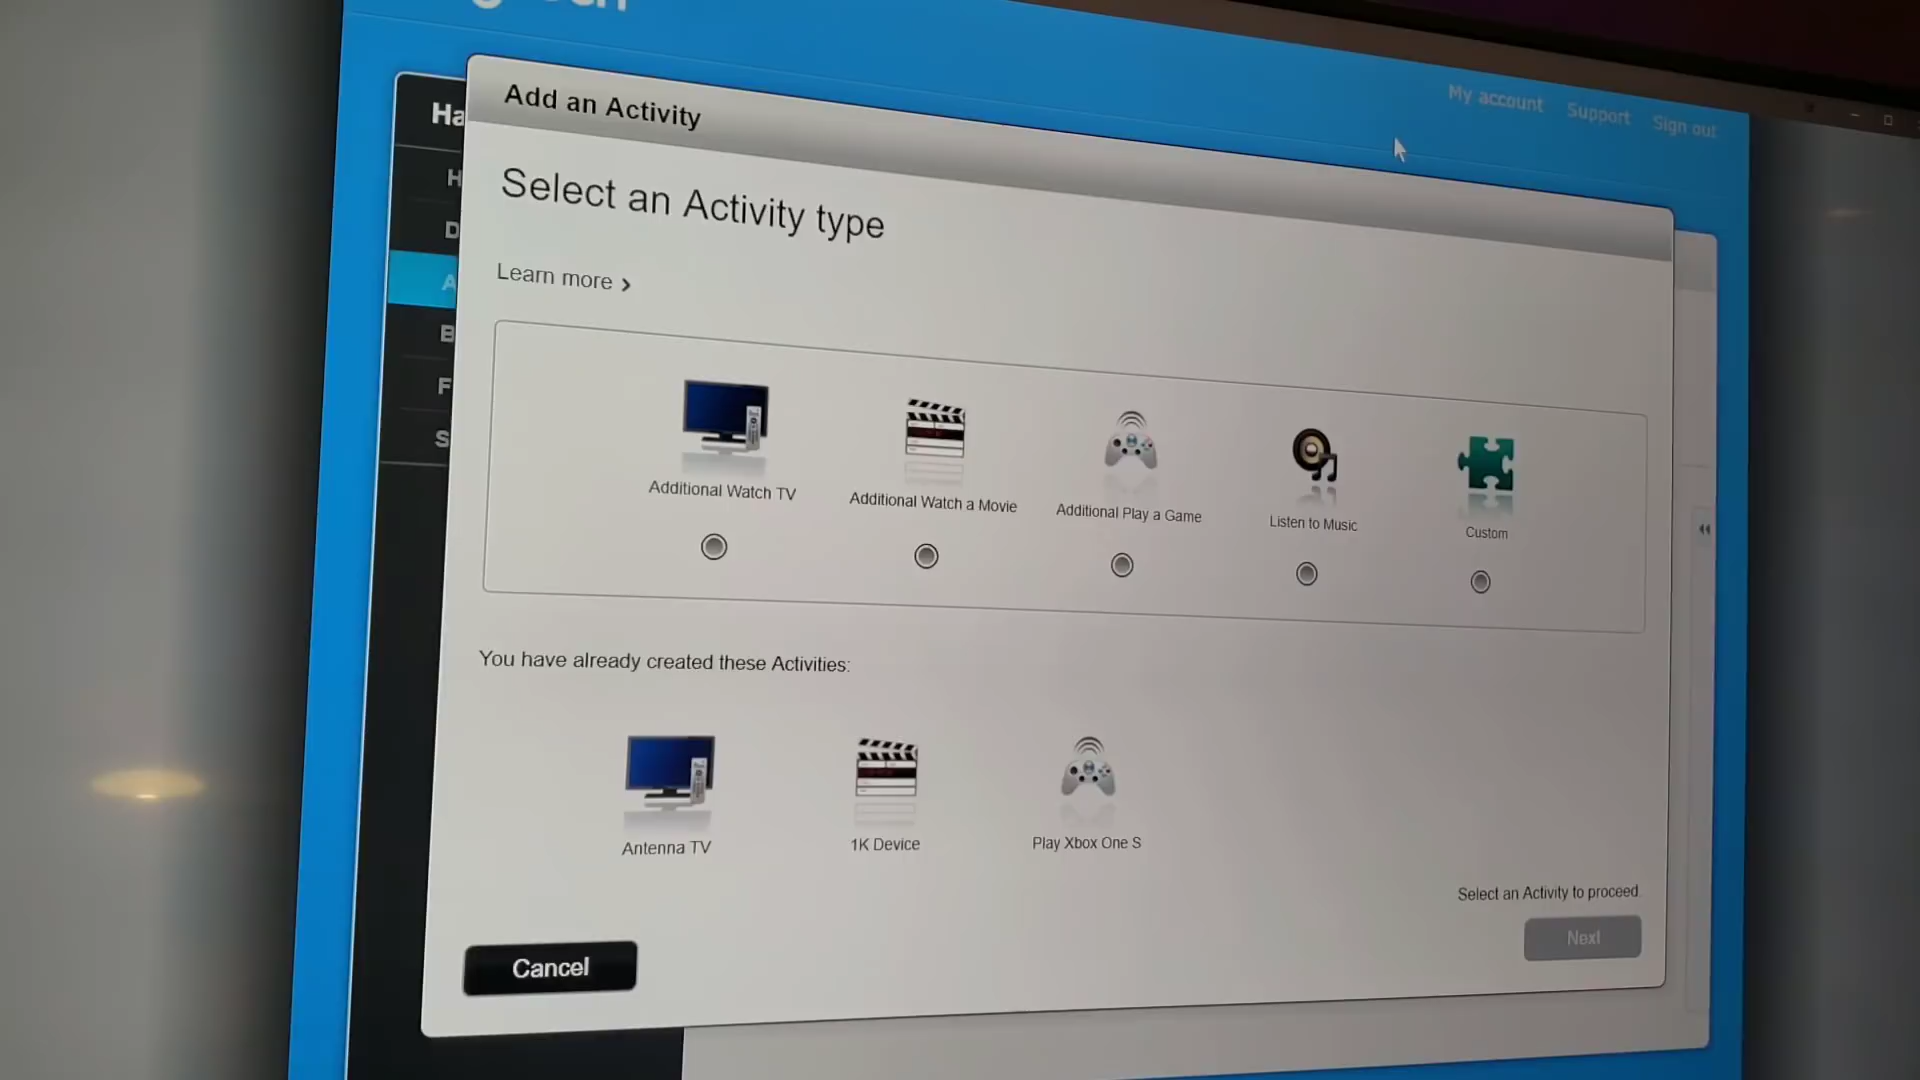 My account Support Sign out
Add an Activity
Select an Activity type
Learn more >
Additional Watch TV
Additional Watch a Movie
Additional Play a Game
Listen to Music
Custom
You have already created these Activities:
Antenna TV
1K Device
Play Xbox One S
Select an Activity to proceed.
Cancel
Next